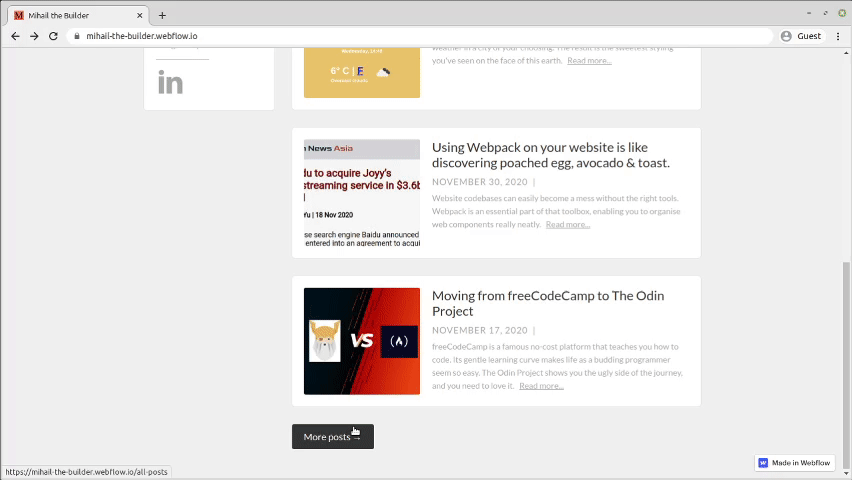 Mihail the Builder
mihail-the-builder.webflow.io
Guest
in
Wednesday, 14:04
6° C | F
weather in a city of your choosing. The result is the sweetest styling
you've seen on the face of this earth. Read more...
News Asia
du to acquire Joyy's
streaming service in $3.6b
Yu | 18 Nov 2020
se search engine Baidu announced
entered into an agreement to acqui
Using Webpack on your website is like
discovering poached egg, avocado & toast.
NOVEMBER 30, 2020 |
Website codebases can easily become a mess without the right tools.
Webpack is an essential part of that toolbox, enabling you to organise
web components really neatly. Read more...
VS
Moving from freeCodeCamp to The Odin
Project
NOVEMBER 17, 2020 |
freeCodeCamp is a famous no-cost platform that teaches you how to
code. Its gentle learning curve makes life as a budding programmer
seem so easy. The Odin Project shows you the ugly side of the journey,
and you need to love it. Read more...
More posts →
https://mihail-the-builder.webflow.io/all-posts
Made in Webflow